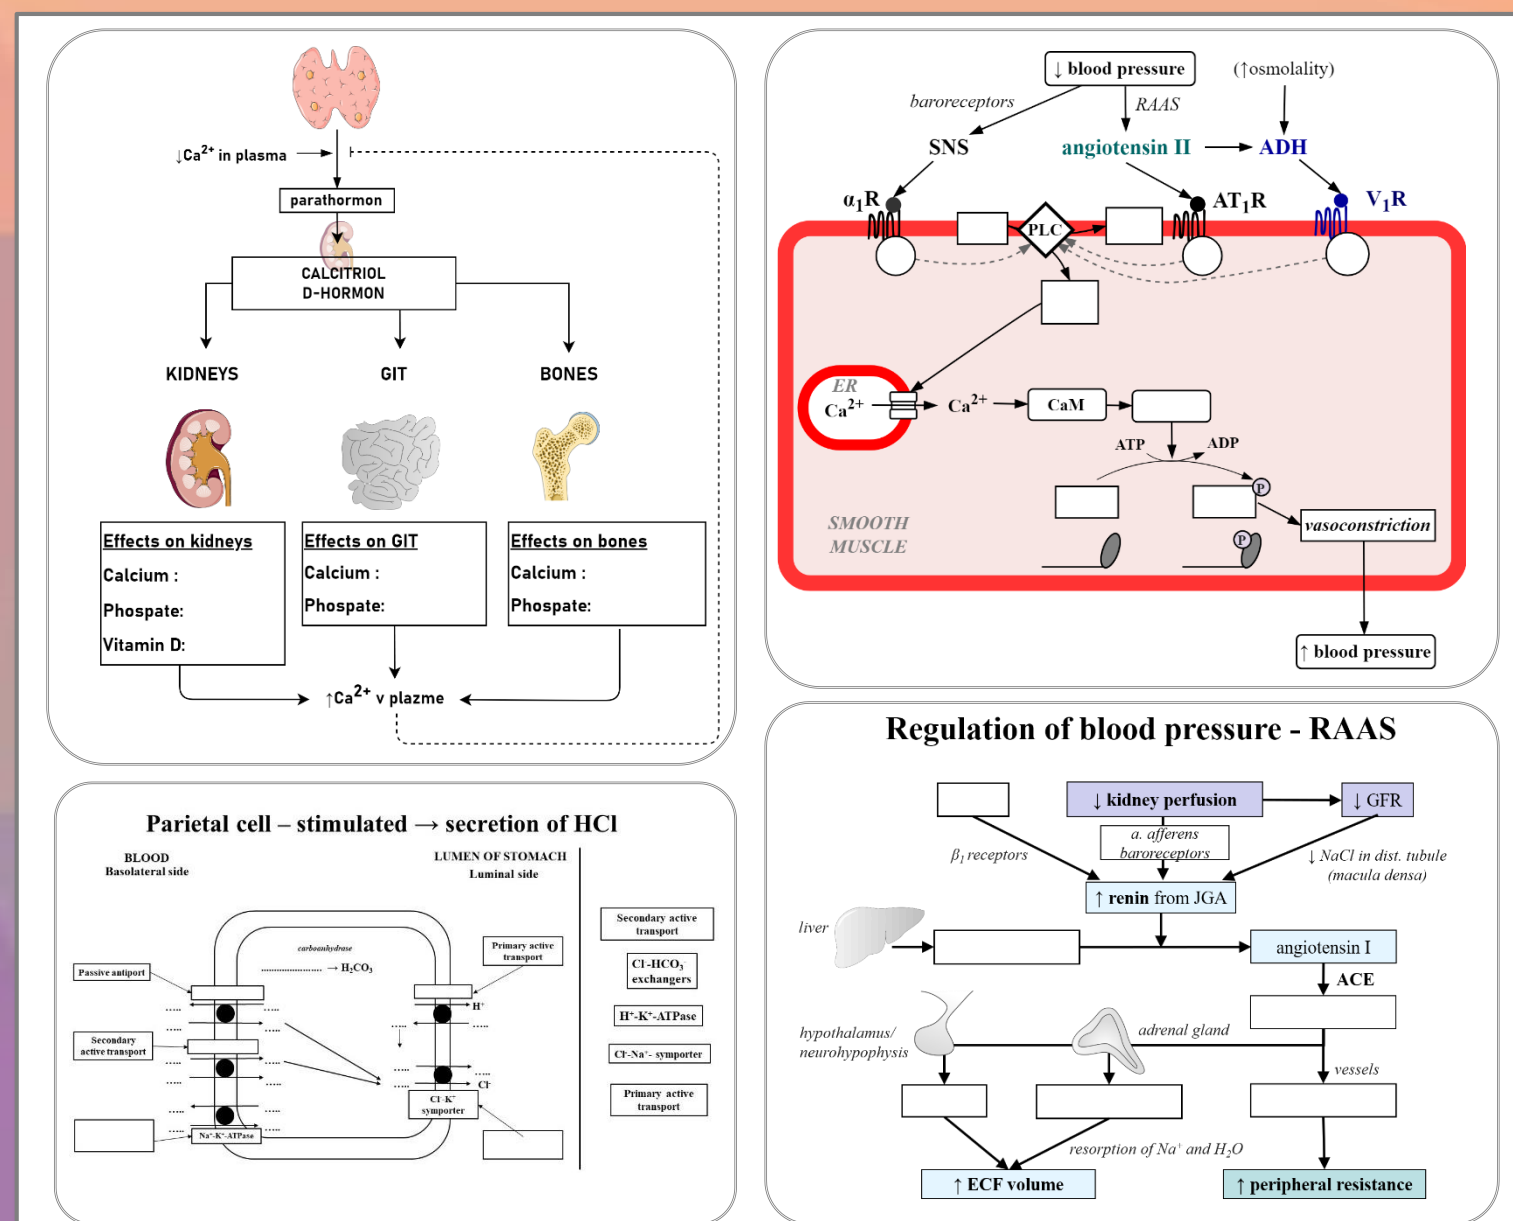 ↓Ca2+ in plasma
parathormon
CALCITRIOL
D-HORMON
KIDNEYS
GIT
BONES
Effects on kidneys
Calcium :
Phospate:
Vitamin D:
Effects on GIT
Calcium :
Phospate:
Effects on bones
Calcium :
Phospate:
↑Ca2+ v plazme
↓ blood pressure
(↑osmolality)
baroreceptors
RAAS
SNS
angiotensin II
ADH
α1R
AT1R
V1R
PLC
ER
Ca2+
Ca2+
CaM
ATP
ADP
P
P
SMOOTH
MUSCLE
vasoconstriction
↑ blood pressure
Parietal cell – stimulated → secretion of HCl
BLOOD
Basolateral side
LUMEN OF STOMACH
Luminal side
carboanhydrase
........................ → H2CO3
Passive antiport
Primary active
transport
H+
Secondary
active transport
Cl-
Cl-K+
symporter
Na+-K+-ATPase
Secondary active
transport
Cl-HCO3-
exchangers
H+-K+-ATPase
Cl-Na+- symporter
Primary active
transport
Regulation of blood pressure - RAAS
↓ kidney perfusion
↓ GFR
a. afferens
baroreceptors
β1 receptors
↓ NaCl in dist. tubule
(macula densa)
↑ renin from JGA
liver
angiotensin I
ACE
hypothalamus/
neurohypophysis
adrenal gland
vessels
resorption of Na+ and H2O
↑ ECF volume
↑ peripheral resistance